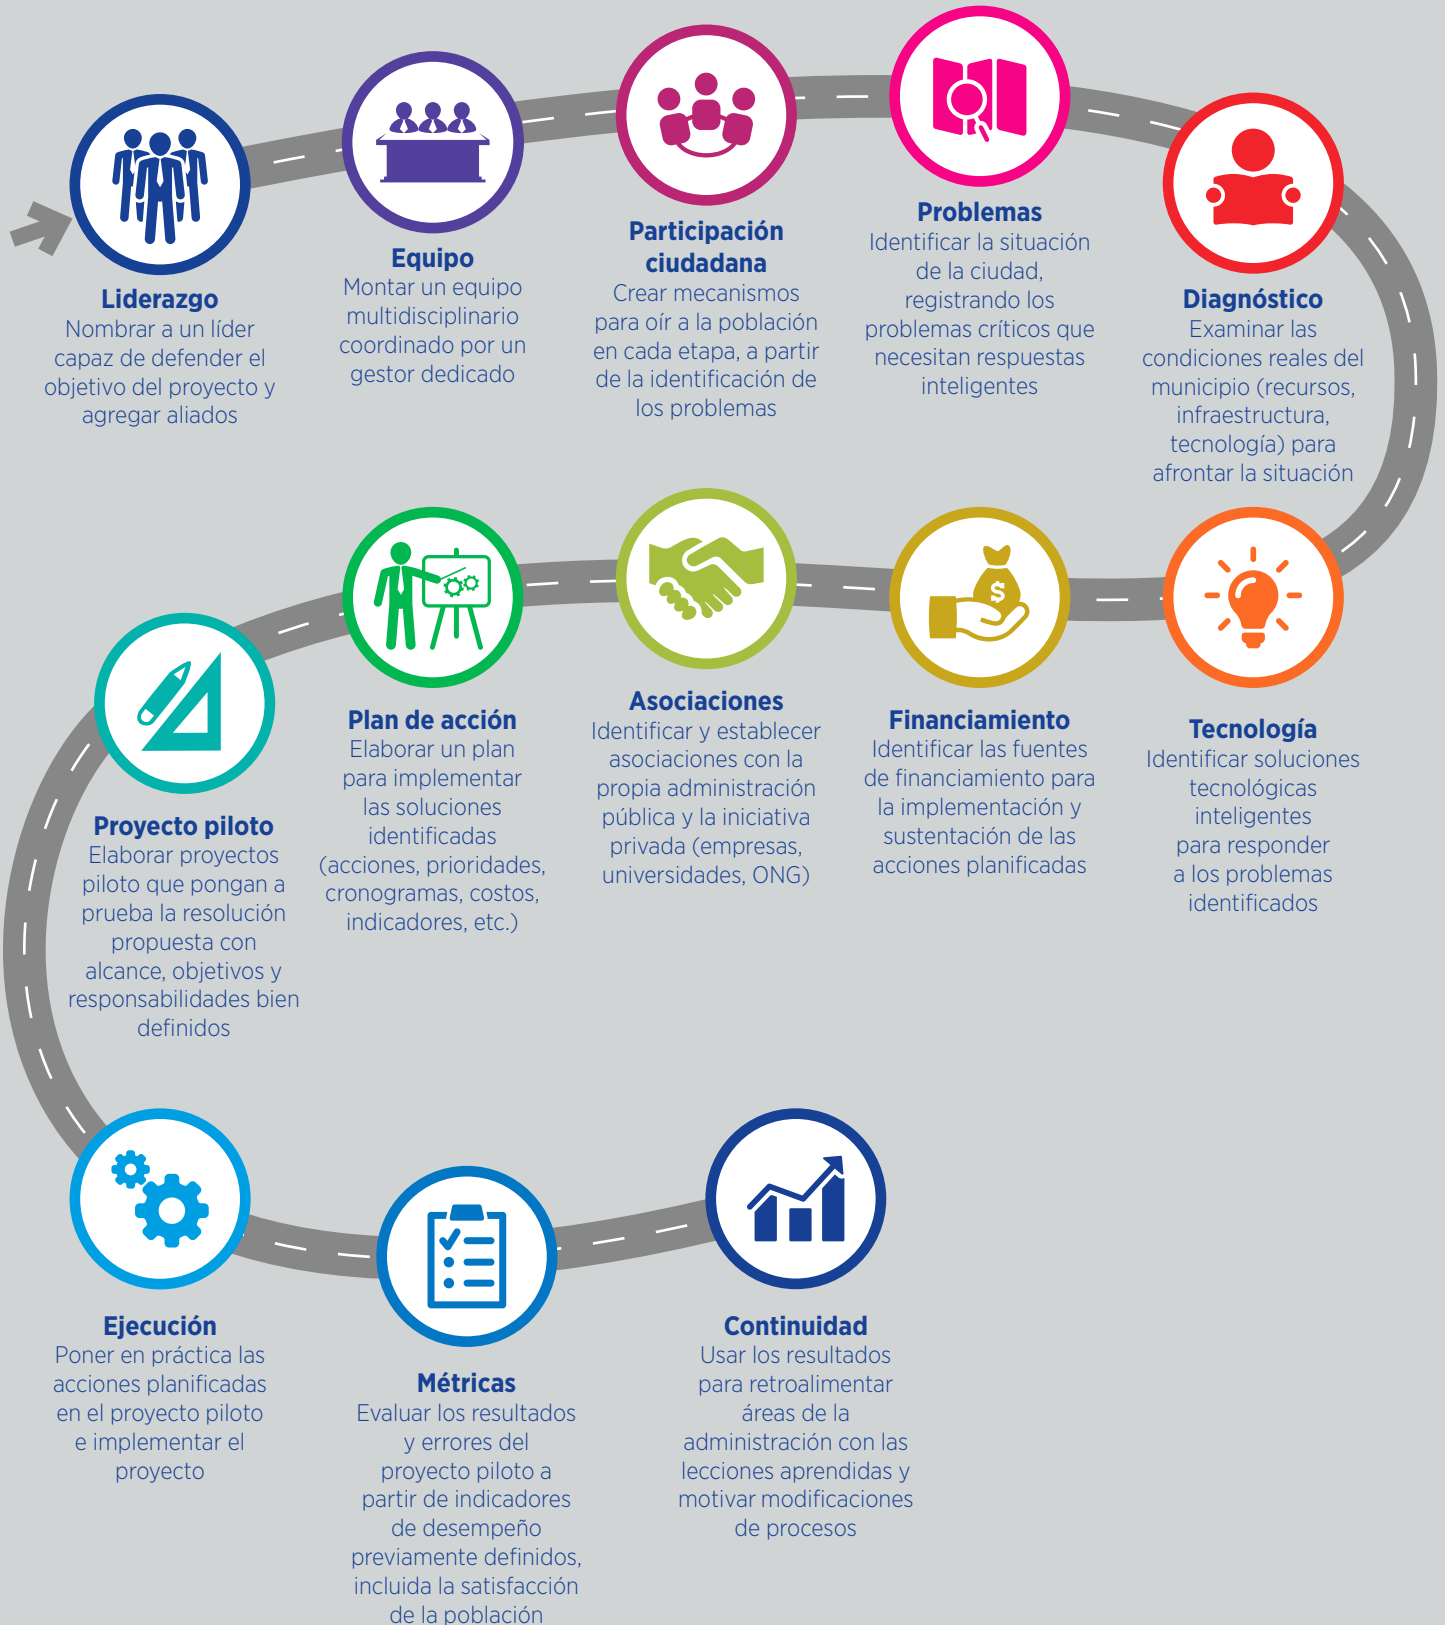 Liderazgo
Nombrar a un líder
capaz de defender el
objetivo del proyecto y
agregar aliados
Equipo
Montar un equipo
multidisciplinario
coordinado por un
gestor dedicado
Participación
ciudadana
Crear mecanismos
para oír a la población
en cada etapa, a partir
de la identificación de
los problemas
Problemas
Identificar la situación
de la ciudad,
registrando los
problemas críticos que
necesitan respuestas
inteligentes
Diagnóstico
Examinar las
condiciones reales del
municipio (recursos,
infraestructura,
tecnología) para
afrontar la situación
Tecnología
Identificar soluciones
tecnológicas
inteligentes
para responder
a los problemas
identificados
$
Financiamiento
Identificar las fuentes
de financiamiento para
la implementación y
sustentación de las
acciones planificadas
Asociaciones
Identificar y establecer
asociaciones con la
propia administración
pública y la iniciativa
privada (empresas,
universidades, ONG)
Plan de acción
Elaborar un plan
para implementar
las soluciones
identificadas
(acciones, prioridades,
cronogramas, costos,
indicadores, etc.)
Proyecto piloto
Elaborar proyectos
piloto que pongan a
prueba la resolución
propuesta con
alcance, objetivos y
responsabilidades bien
definidos
Ejecución
Poner en práctica las
acciones planificadas
en el proyecto piloto
e implementar el
proyecto
Métricas
Evaluar los resultados
y errores del
proyecto piloto a
partir de indicadores
de desempeño
previamente definidos,
incluida la satisfacción
de la población
Continuidad
Usar los resultados
para retroalimentar
áreas de la
administración con las
lecciones aprendidas y
motivar modificaciones
de procesos